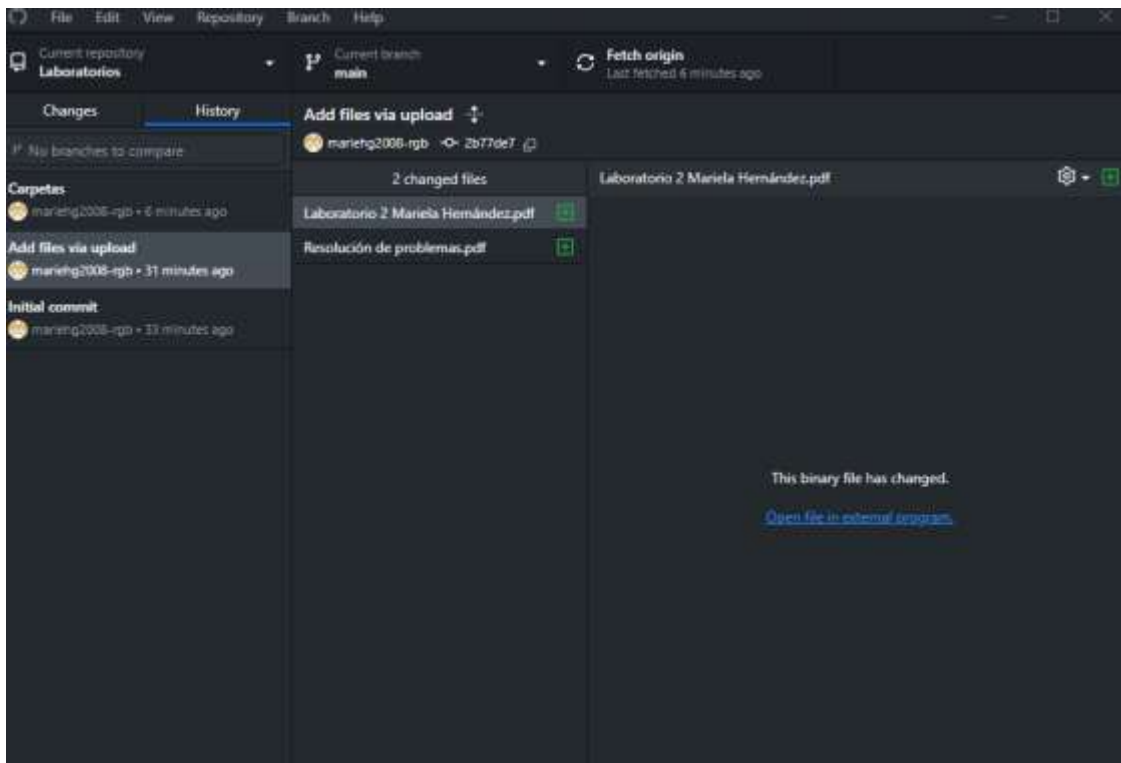 File Edit View Repository Branch Help
Current repository
Laboratorios
Current branch
main
Fetch origin
Last fetched 6 minutes ago
Changes History
No branches to compare
Carpetas
mariehg2008-rgb • 6 minutes ago
Add files via upload
mariehg2008-rgb • 31 minutes ago
Initial commit
mariehg2008-rgb • 33 minutes ago
Add files via upload
mariehg2008-rgb 2b77de7
2 changed files
Laboratorio 2 Mariela Hernández.pdf
Resolución de problemas.pdf
Laboratorio 2 Mariela Hernández.pdf
This binary file has changed.
Open file in external program.